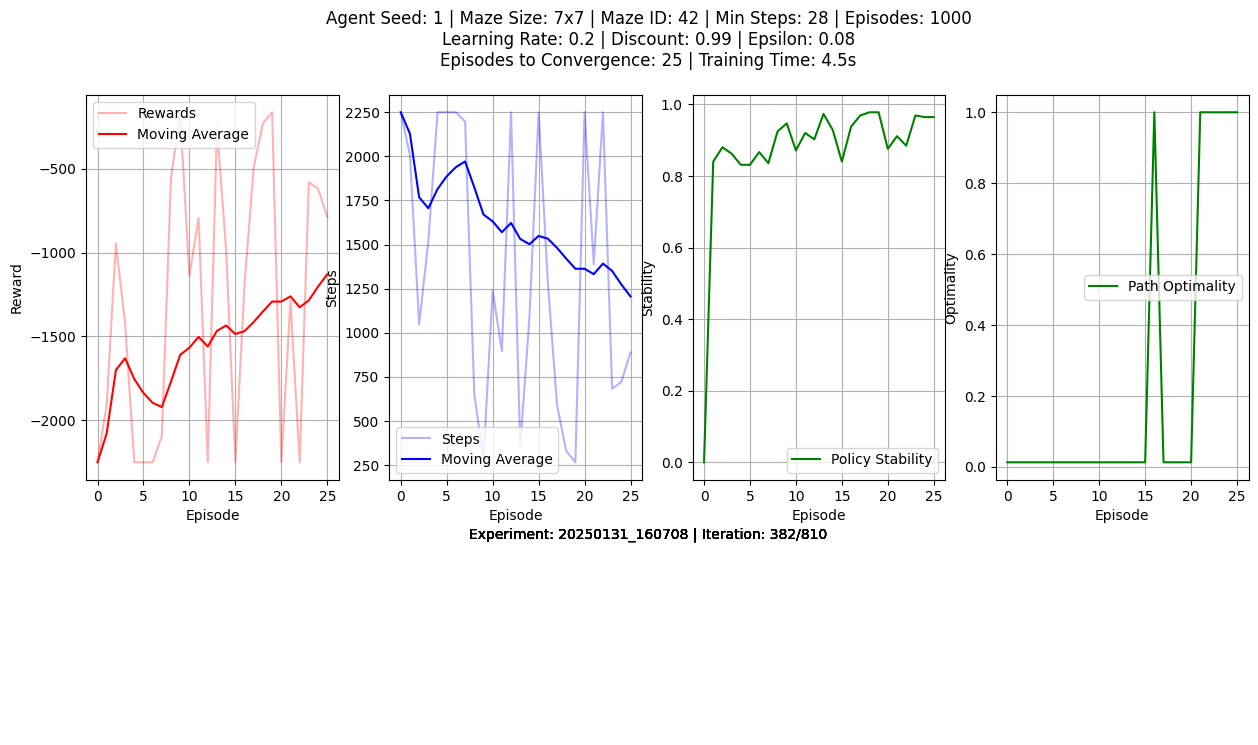 Agent Seed: 1 | Maze Size: 7x7 | Maze ID: 42 | Min Steps: 28 | Episodes: 1000
Learning Rate: 0.2 | Discount: 0.99 | Epsilon: 0.08
Episodes to Convergence: 25 | Training Time: 4.5s
Rewards
Moving Average
−500
−1000
−1500
−2000
Reward
0 5 10 15 20 25
Episode
2250
2000
1750
1500
1250
1000
750
500
250
Steps
Steps
Moving Average
0 5 10 15 20 25
Episode
1.0
0.8
0.6
0.4
0.2
0.0
Stability
Policy Stability
0 5 10 15 20 25
Episode
1.0
0.8
0.6
0.4
0.2
0.0
Optimality
Path Optimality
0 5 10 15 20 25
Episode
Experiment: 20250131_160708 | Iteration: 382/810